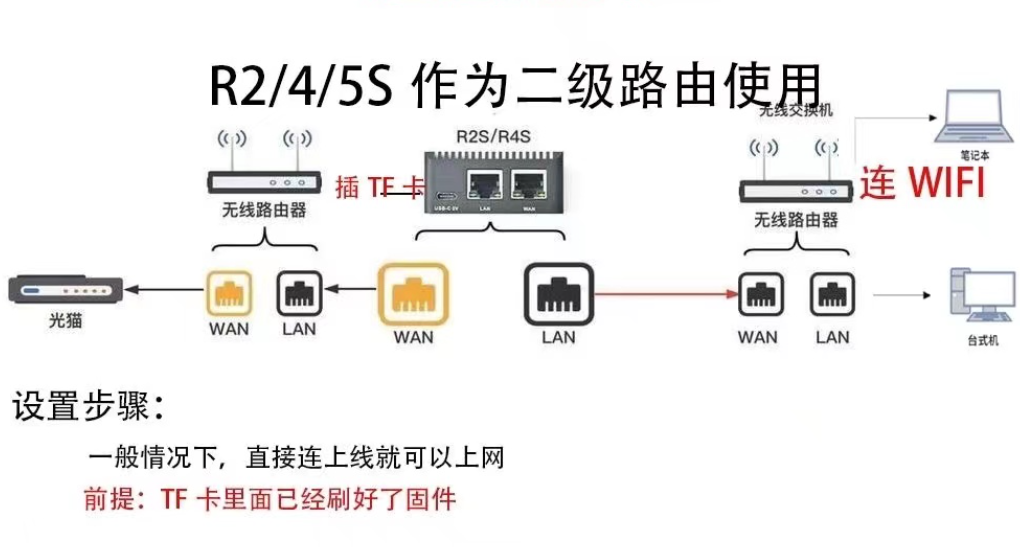 R2/4/5S 作为二级路由使用
无线交换机
R2S/R4S
笔记本
插 TF 卡
连 WIFI
USB-C 5V
LAN
WAN
无线路由器
无线路由器
光猫
WAN
LAN
WAN
LAN
WAN
LAN
台式机
设置步骤：
一般情况下，直接连上线就可以上网
前提：TF 卡里面已经刷好了固件